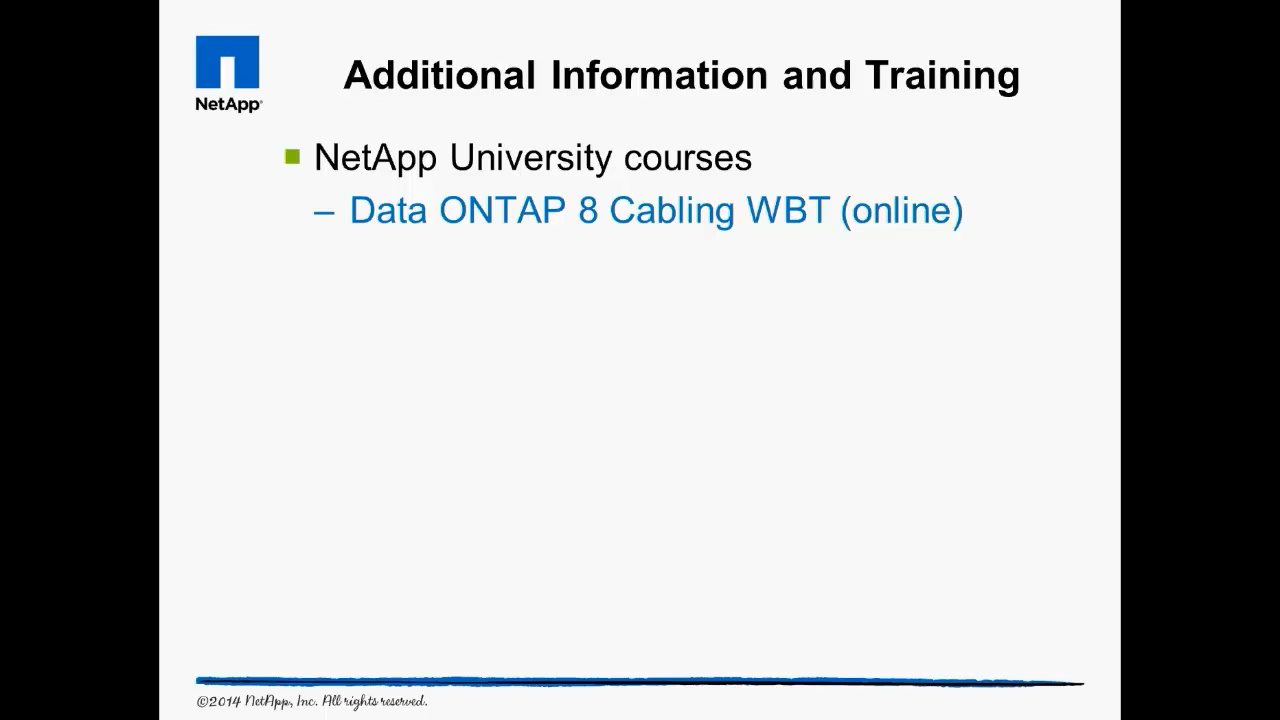 NetApp®
Additional Information and Training
NetApp University courses
– Data ONTAP 8 Cabling WBT (online)
©2014 NetApp, Inc. All rights reserved.